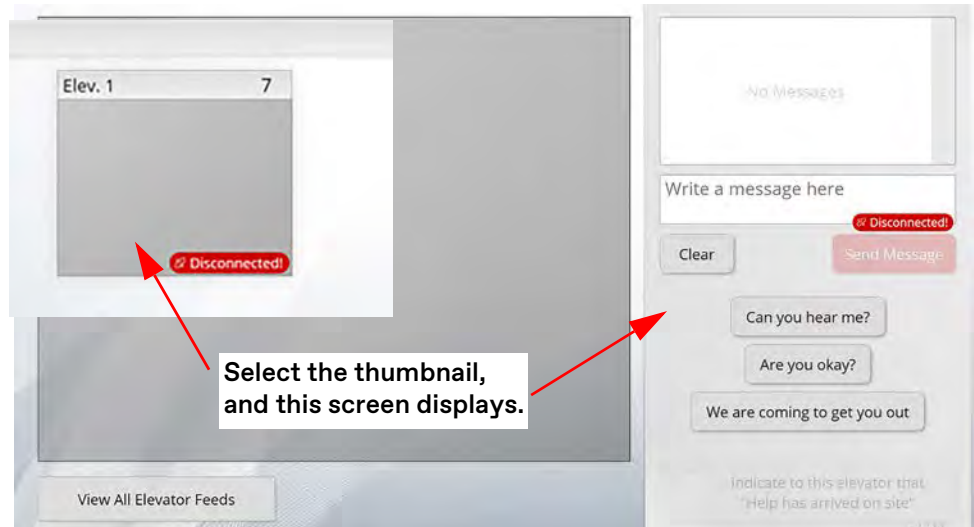 Elev. 1 7
Disconnected!
Select the thumbnail,
and this screen displays.
View All Elevator Feeds
No Messages
Write a message here
Disconnected!
Clear
Send Message
Can you hear me?
Are you okay?
We are coming to get you out
Indicate to this elevator that
"Help has arrived on site"